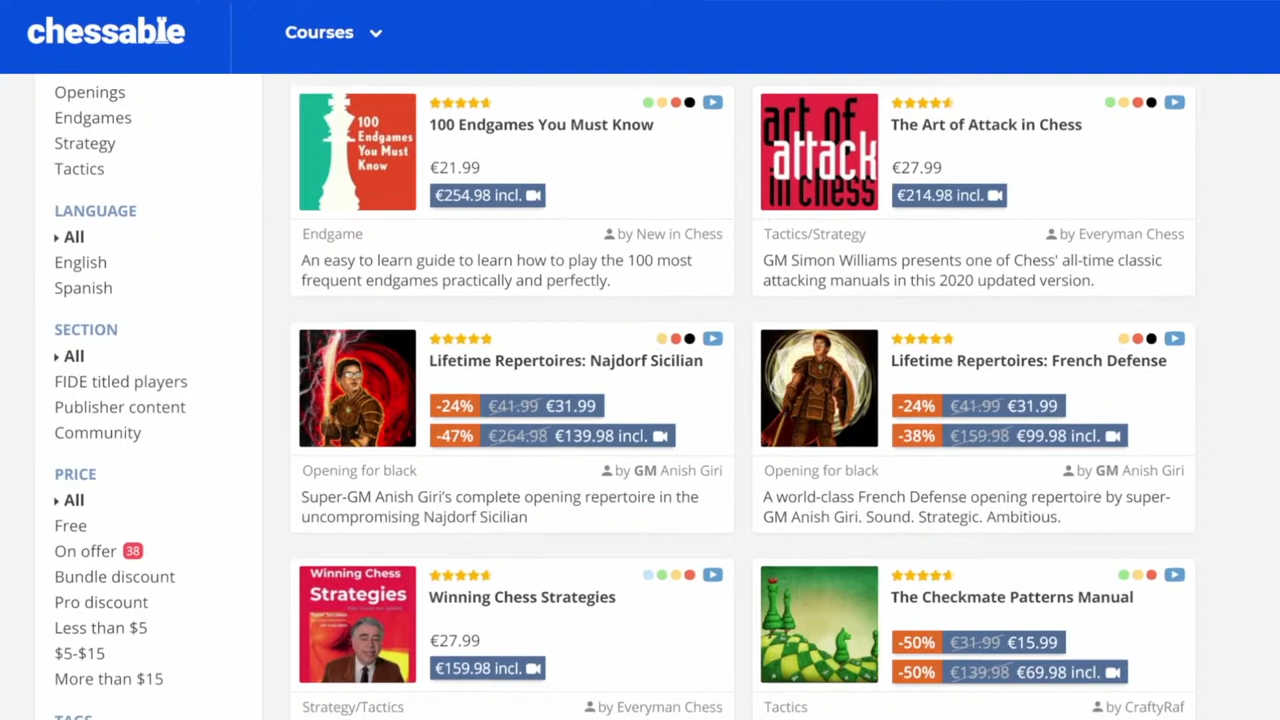 chessable
Courses
Openings
Endgames
Strategy
Tactics
LANGUAGE
All
English
Spanish
SECTION
All
FIDE titled players
Publisher content
Community
PRICE
All
Free
On offer 38
Bundle discount
Pro discount
Less than $5
$5-$15
More than $15
TAGS
100
Endgames
You Must
Know
100 Endgames You Must Know
€21.99
€254.98 incl.
Endgame
by New in Chess
An easy to learn guide to learn how to play the 100 most
frequent endgames practically and perfectly.
art of
attack
in chess
The Art of Attack in Chess
€27.99
€214.98 incl.
Tactics/Strategy
by Everyman Chess
GM Simon Williams presents one of Chess' all-time classic
attacking manuals in this 2020 updated version.
Lifetime Repertoires: Najdorf Sicilian
-24% €41.99 €31.99
-47% €264.98 €139.98 incl.
Opening for black
by GM Anish Giri
Super-GM Anish Giri's complete opening repertoire in the
uncompromising Najdorf Sicilian
Lifetime Repertoires: French Defense
-24% €41.99 €31.99
-38% €159.98 €99.98 incl.
Opening for black
by GM Anish Giri
A world-class French Defense opening repertoire by super-
GM Anish Giri. Sound. Strategic. Ambitious.
Winning Chess
Strategies
Winning Chess Strategies
€27.99
€159.98 incl.
Strategy/Tactics
by Everyman Chess
The Checkmate Patterns Manual
-50% €31.99 €15.99
-50% €139.98 €69.98 incl.
Tactics
by CraftyRaf